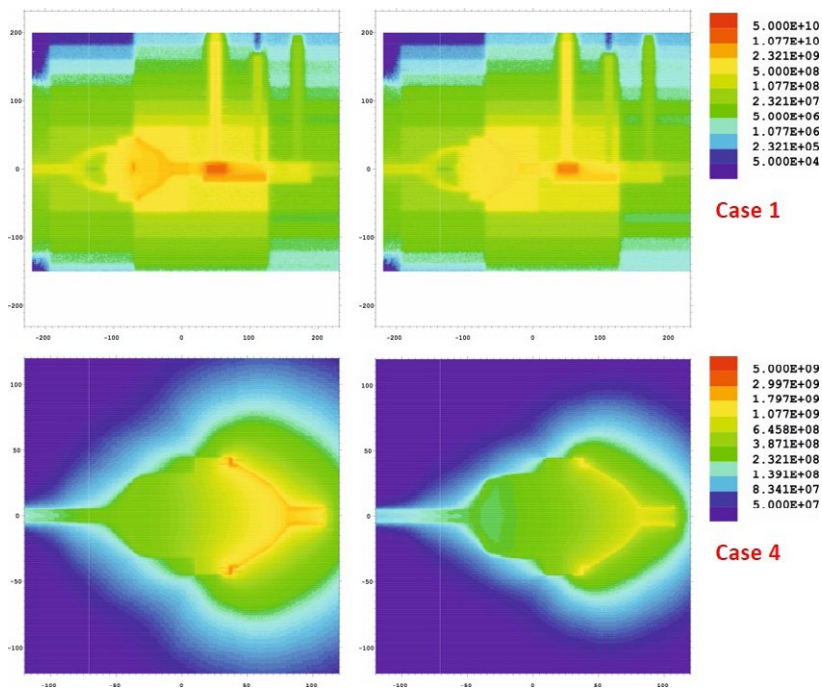 200
100
0
-100
-200
-200
-100
0
100
200
200
100
0
-100
-200
-200
-100
0
100
200
5.000E+10
1.077E+10
2.321E+09
5.000E+08
1.077E+08
2.321E+07
5.000E+06
1.077E+06
2.321E+05
5.000E+04
Case 1
100
50
0
-50
-100
-100
-50
0
50
100
100
50
0
-50
-100
-100
-50
0
50
100
5.000E+09
2.997E+09
1.797E+09
1.077E+09
6.458E+08
3.871E+08
2.321E+08
1.391E+08
8.341E+07
5.000E+07
Case 4